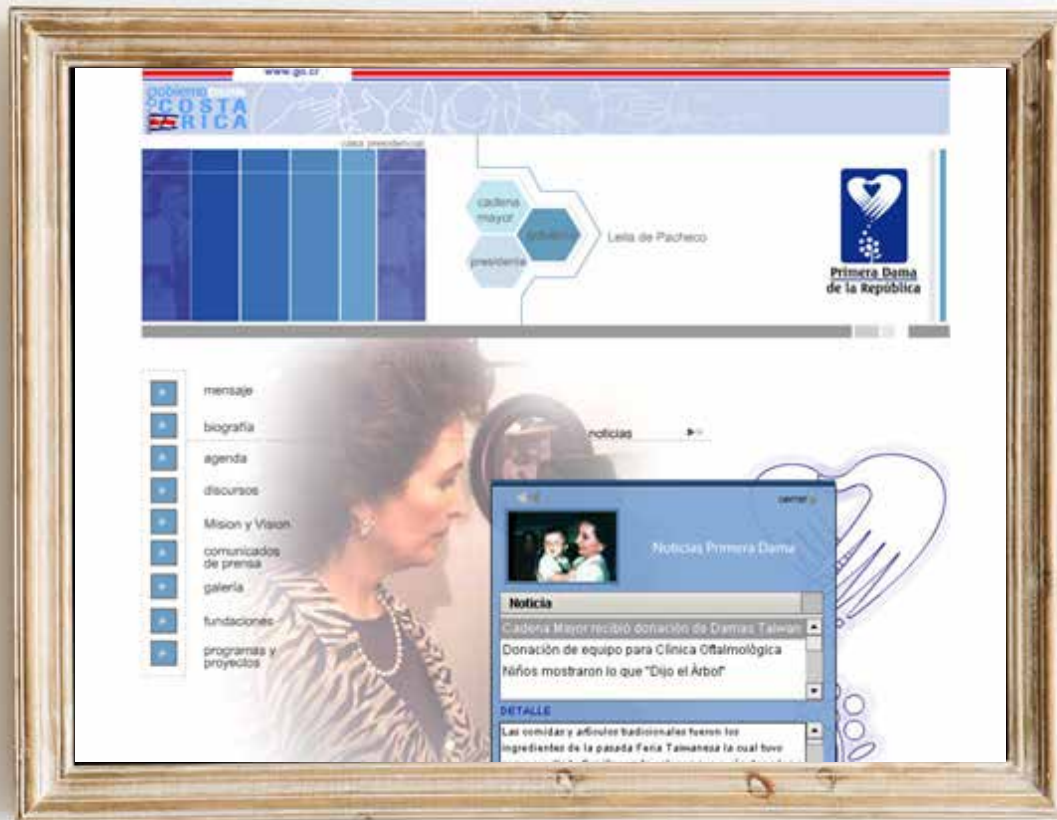 www.go.cr
gobierno
COSTA
RICA
casa presidencial
cadena
mayor
presidente
Leila de Pacheco
Primera Dama
de la República
mensaje
biografía
agenda
discursos
Mision y Vision
comunicados
de prensa
galería
fundaciones
programas y
proyectos
noticias
cerrar
Noticias Primera Dama
Noticia
Cadena Mayor recibió donación de Damas Taiwan
Donación de equipo para Clínica Oftalmológica
Niños mostraron lo que "Dijo el Árbol"
DETALLE
Las comidas y artículos tradicionales fueron los
ingredientes de la pasada Feria Taiwanesa la cual tuvo